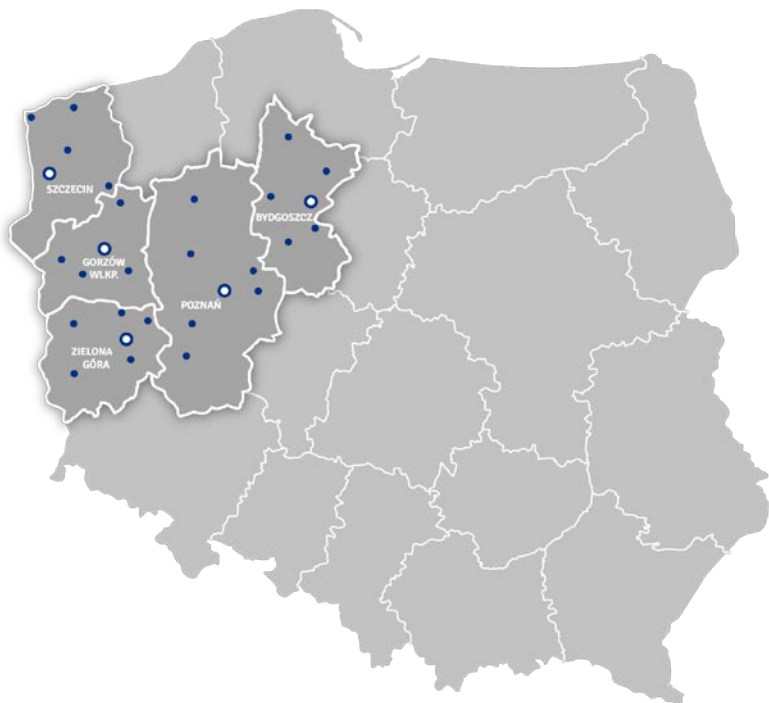 SZCZECIN
BYDGOSZCZ
GORZÓW
WLKP.
POZNAŃ
ZIELONA
GÓRA